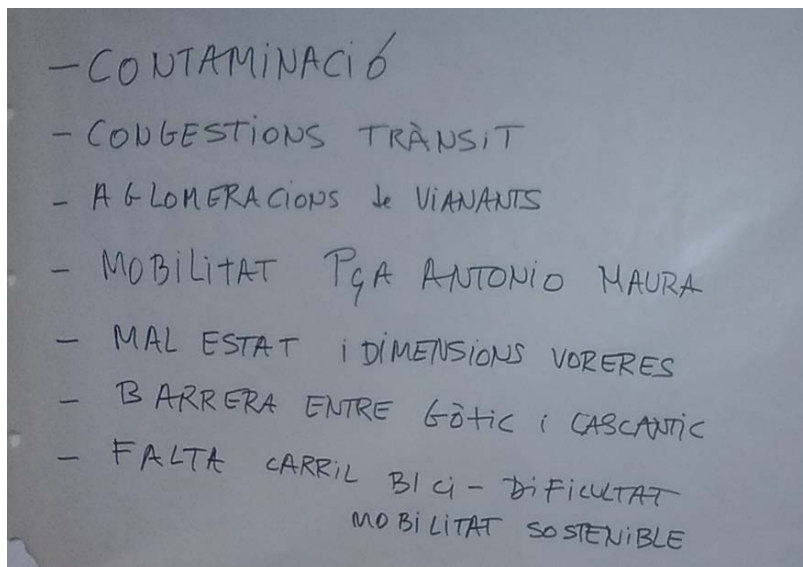 - CONTAMINACIÓ
- CONGESTIONS TRÀNSIT
- AGLOMERACIONS de VIANANTS
- MOBILITAT PÇA ANTONIO MAURA
- MAL ESTAT i DIMENSIONS VORERES
- BARRERA ENTRE GÒTIC i CASCANTIC
- FALTA CARRIL BICI - DIFICULTAT
MOBILITAT SOSTENIBLE